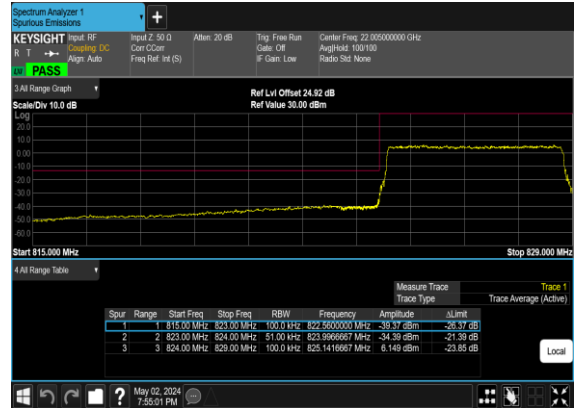 Spectrum Analyzer 1
Spurious Emissions
KEYSIGHT Input: RF Input Z: 50 Ω Atten: 20 dB Trig: Free Run Center Freq: 22.005000000 GHz
R T Coupling: DC Corr CCorr Gate: Off Avg|Hold: 100/100
Align: Auto Freq Ref: Int (S) IF Gain: Low Radio Std: None
LM PASS
3 All Range Graph
Ref Lvl Offset 24.92 dB
Scale/Div 10.0 dB Ref Value 30.00 dBm
Log
20.0
10.0
0.00
-10.0
-20.0
-30.0
-40.0
-50.0
-60.0
Start 815.000 MHz Stop 829.000 MHz
4 All Range Table
Measure Trace Trace 1
Trace Type Trace Average (Active)
Spur Range Start Freq Stop Freq RBW Frequency Amplitude ΔLimit
1 1 815.00 MHz 823.00 MHz 100.0 kHz 822.5600000 MHz -39.37 dBm -26.37 dB
2 2 823.00 MHz 824.00 MHz 51.00 kHz 823.9966667 MHz -34.39 dBm -21.39 dB
3 3 824.00 MHz 829.00 MHz 100.0 kHz 825.1416667 MHz 6.149 dBm -23.85 dB
Local
May 02, 2024
7:55:01 PM